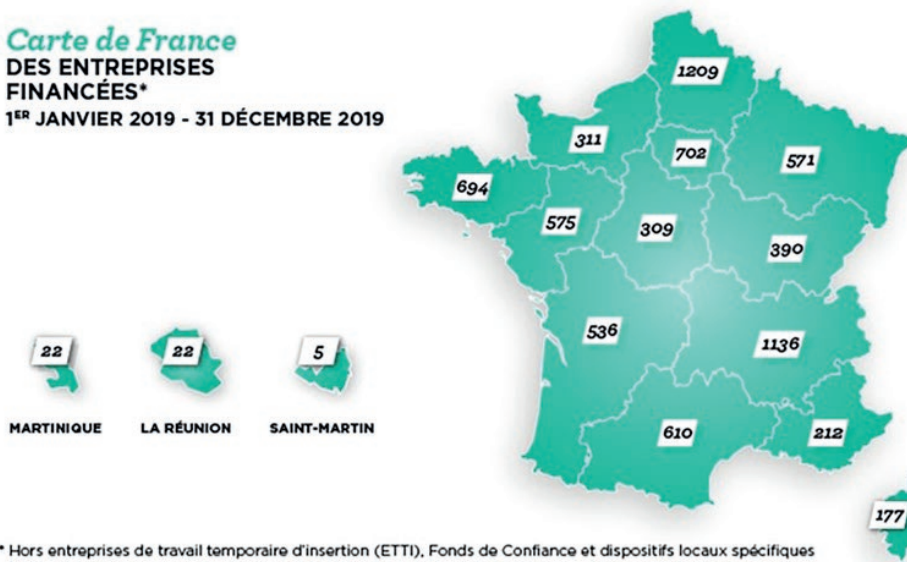 Carte de France
DES ENTREPRISES
FINANCÉES*
1ER JANVIER 2019 - 31 DÉCEMBRE 2019
1209
311
702
571
694
575
309
390
536
1136
610
212
177
22
22
5
MARTINIQUE
LA RÉUNION
SAINT-MARTIN
* Hors entreprises de travail temporaire d'insertion (ETTI), Fonds de Confiance et dispositifs locaux spécifiques